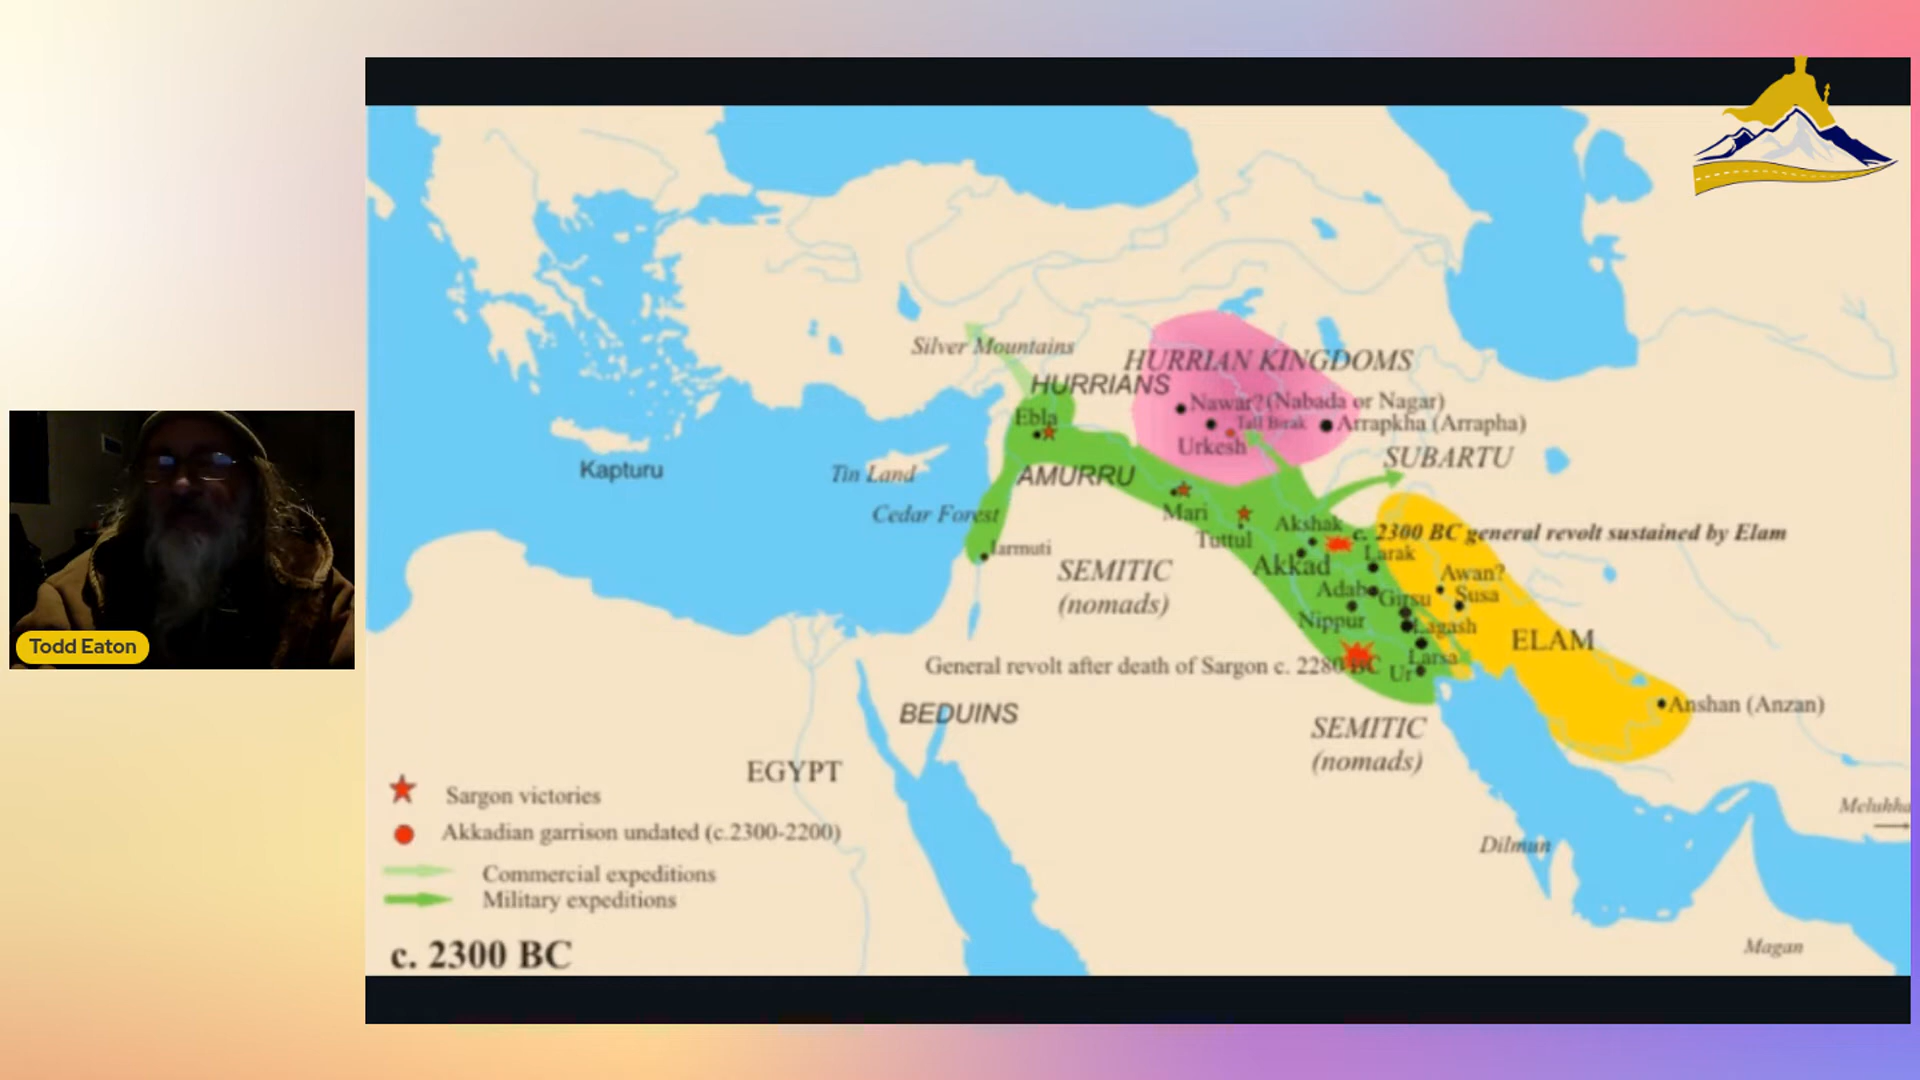 Silver Mountains
HURRIAN KINGDOMS
HURRIANS
Nawar? (Nabada or Nagar)
Ebla
Tall Brak
Arrapkha (Arrapha)
Urkesh
SUBARTU
Kapturu
Tin Land
AMURRU
Cedar Forest
Mari
Akshak
c. 2300 BC general revolt sustained by Elam
Tuttul
Iarmuti
Larak
SEMITIC
(nomads)
Akkad
Awan?
Adab
Girsu
Susa
Nippur
Lagash
Todd Eaton
ELAM
General revolt after death of Sargon c. 2280 BC
Larsa
Ur
Anshan (Anzan)
BEDUINS
SEMITIC
(nomads)
EGYPT
Sargon victories
Meluhha
Akkadian garrison undated (c.2300-2200)
Dilmun
Commercial expeditions
Military expeditions
Magan
c. 2300 BC